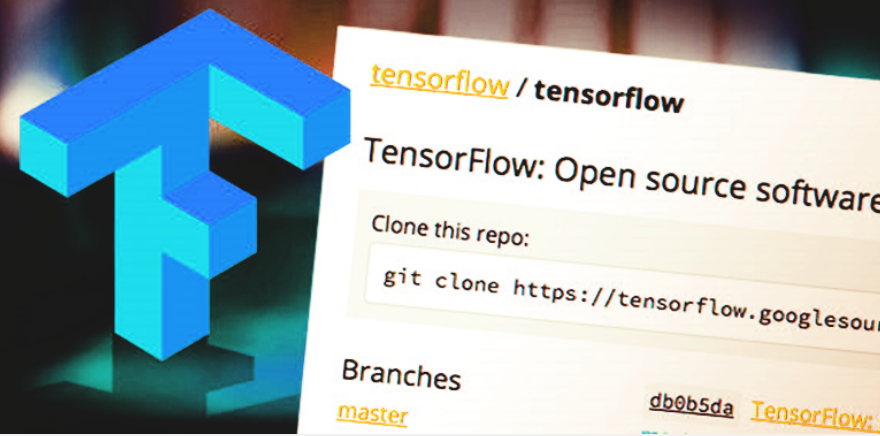 tensorflow / tensorflow
TensorFlow: Open source software
Clone this repo:
git clone https://tensorflow.googlesour
Branches
master
db0b5da TensorFlow: